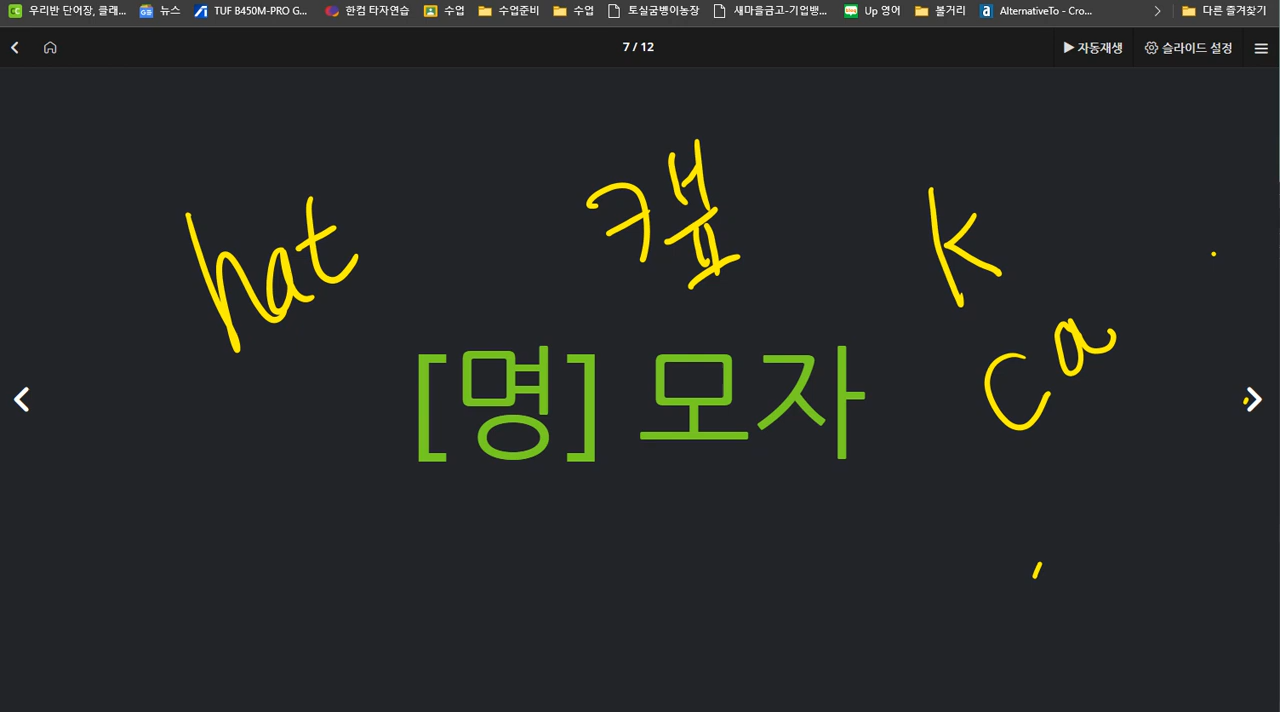 우리반 단어장, 클래... 뉴스 TUF B450M-PRO G... 한컴 타자연습 수업 수업준비 수업 토실굼벵이농장 새마을금고-기업뱅... Up 영어 볼거리 AlternativeTo - Cro... 다른 즐겨찾기
7 / 12 자동재생 슬라이드 설정
hat 캪 K
ca
[명] 모자